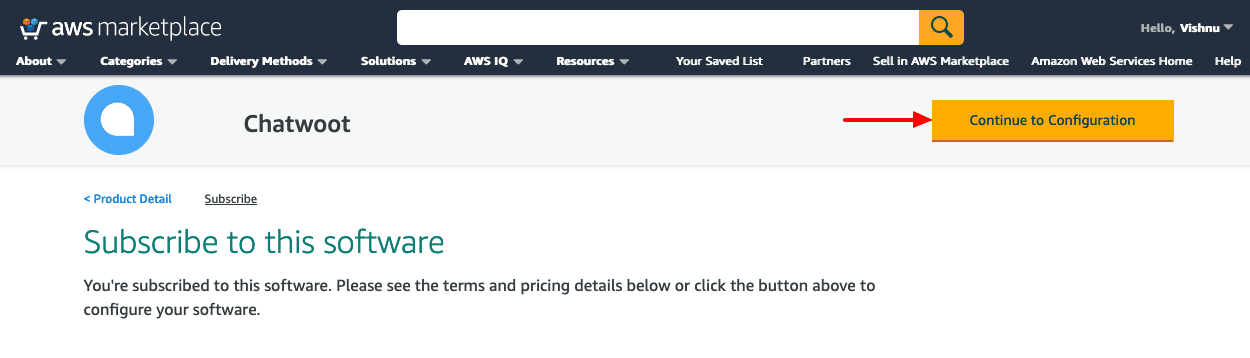 aws marketplace
Hello, Vishnu
About Categories Delivery Methods Solutions AWS IQ Resources Your Saved List Partners Sell in AWS Marketplace Amazon Web Services Home Help
Chatwoot
Continue to Configuration
< Product Detail Subscribe
Subscribe to this software
You're subscribed to this software. Please see the terms and pricing details below or click the button above to
configure your software.